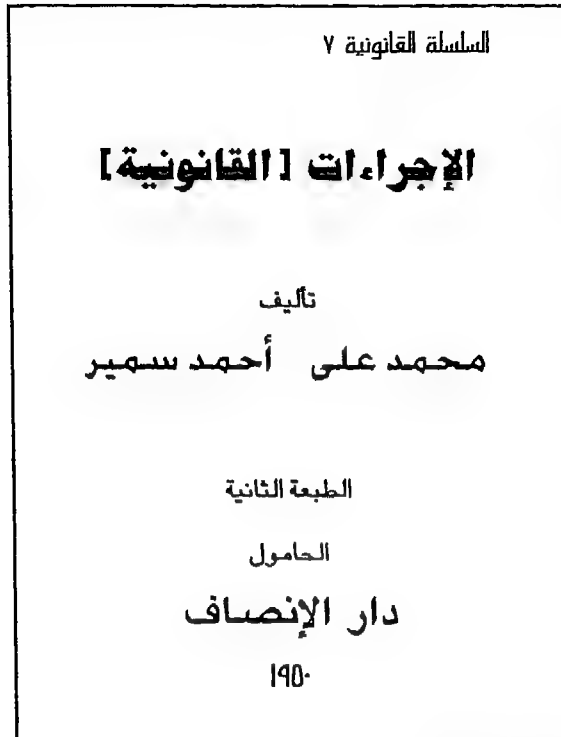 السلسلة القانونية ٧
الإجراءات [القانونية]
تأليف
محمد على أحمد سمير
الطبعة الثانية
الحامول
دار الإنصاف
١٩٥٠